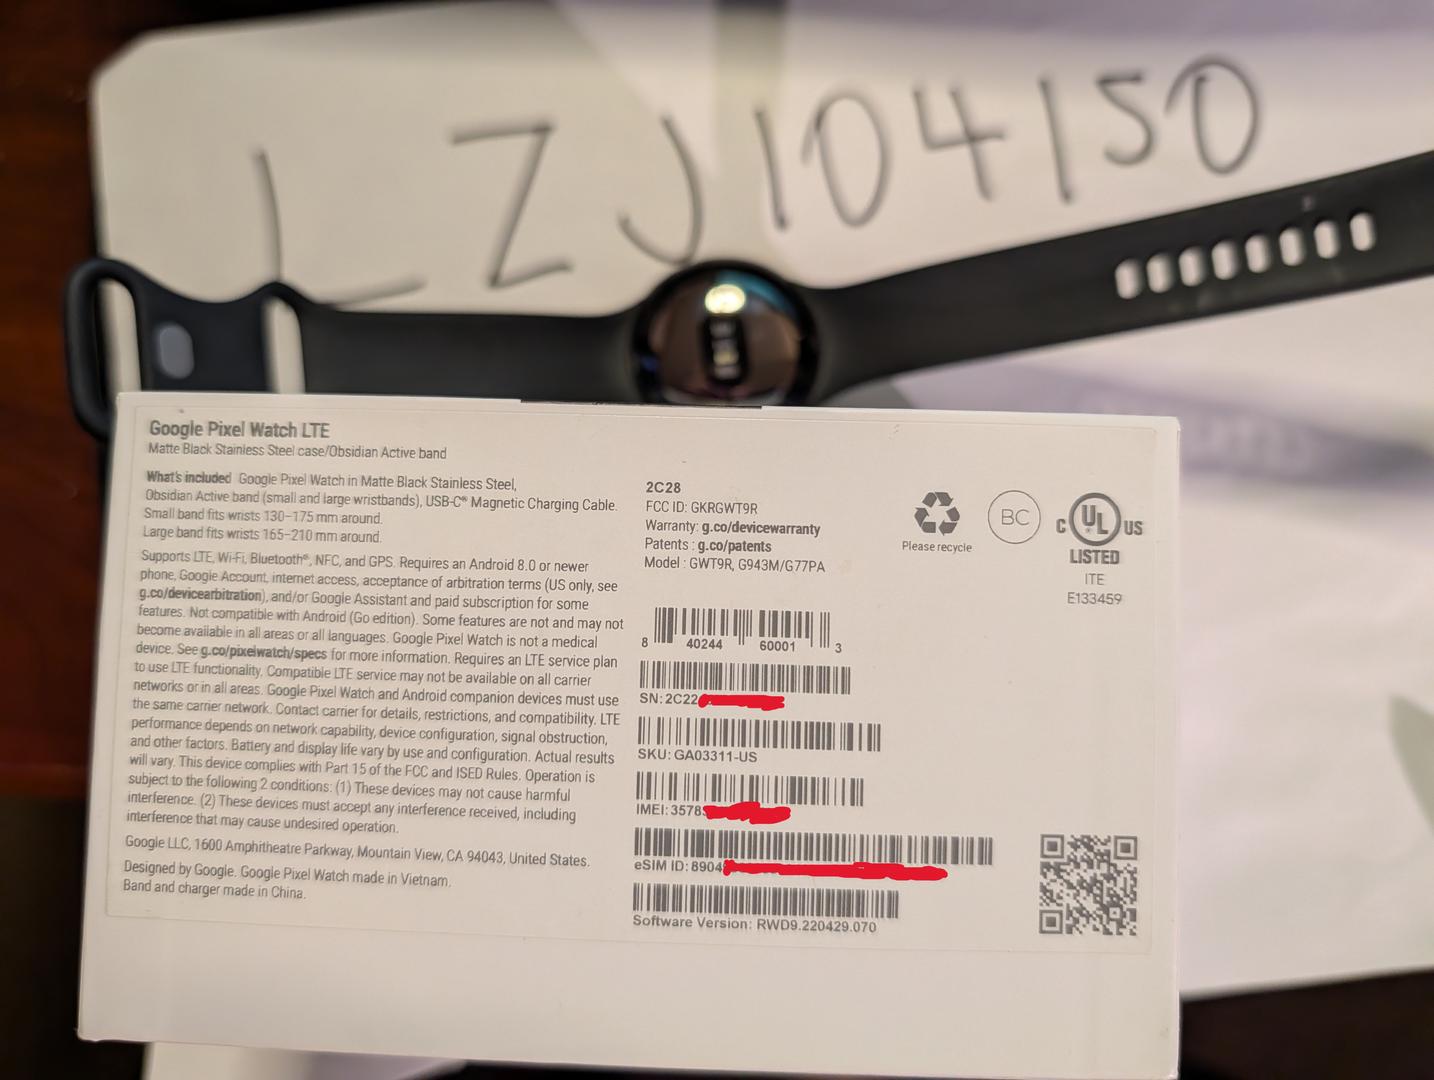 LZJ104150
Google Pixel Watch LTE
Matte Black Stainless Steel case/Obsidian Active band
What's included Google Pixel Watch in Matte Black Stainless Steel,
Obsidian Active band (small and large wristbands), USB-C® Magnetic Charging Cable.
Small band fits wrists 130–175 mm around.
Large band fits wrists 165–210 mm around.
Supports LTE, Wi-Fi, Bluetooth®, NFC, and GPS. Requires an Android 8.0 or newer
phone, Google Account, internet access, acceptance of arbitration terms (US only, see
g.co/devicearbitration), and/or Google Assistant and paid subscription for some
features. Not compatible with Android (Go edition). Some features are not and may not
become available in all areas or all languages. Google Pixel Watch is not a medical
device. See g.co/pixelwatch/specs for more information. Requires an LTE service plan
to use LTE functionality. Compatible LTE service may not be available on all carrier
networks or in all areas. Google Pixel Watch and Android companion devices must use
the same carrier network. Contact carrier for details, restrictions, and compatibility. LTE
performance depends on network capability, device configuration, signal obstruction,
and other factors. Battery and display life vary by use and configuration. Actual results
will vary. This device complies with Part 15 of the FCC and ISED Rules. Operation is
subject to the following 2 conditions: (1) These devices may not cause harmful
interference. (2) These devices must accept any interference received, including
interference that may cause undesired operation.
Google LLC, 1600 Amphitheatre Parkway, Mountain View, CA 94043, United States.
Designed by Google. Google Pixel Watch made in Vietnam.
Band and charger made in China.
2C28
FCC ID: GKRGWT9R
Warranty: g.co/devicewarranty
Patents : g.co/patents
Model : GWT9R, G943M/G77PA
8 40244 60001 3
SN: 2C22
SKU: GA03311-US
IMEI: 3578
eSIM ID: 8904
Software Version: RWD9.220429.070
Please recycle
BC
C UL US
LISTED
ITE
E133459